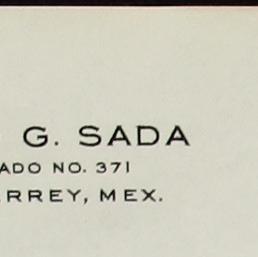 G. SADA
ADO NO. 371
RREY, MEX.